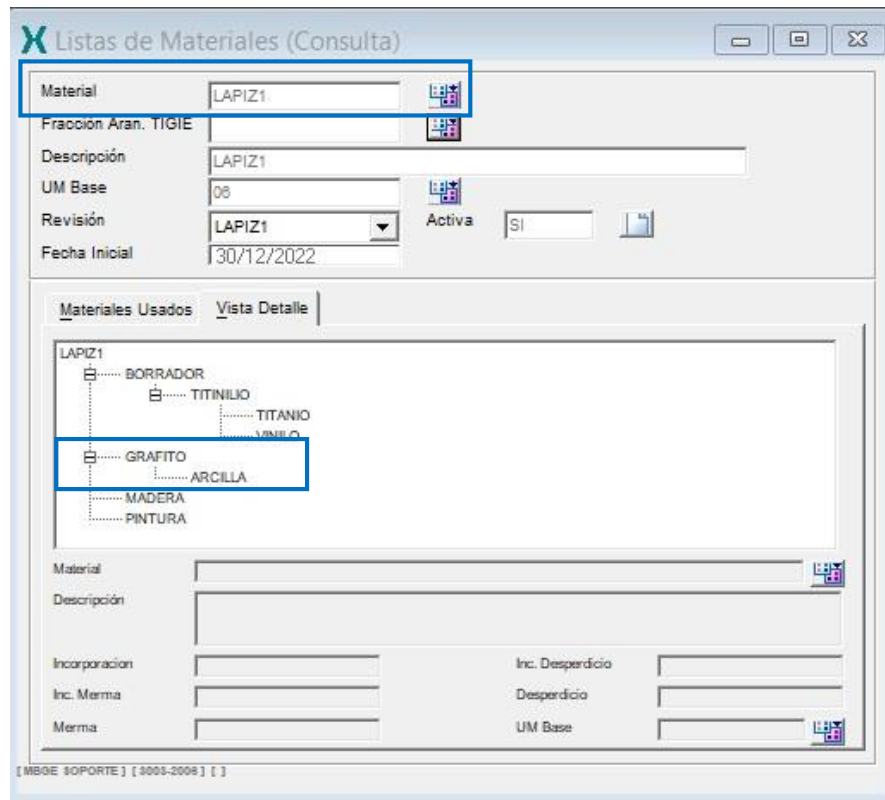 Listas de Materiales (Consulta)
Material LAPIZ1
Fracción Aran. TIGIE
Descripción LAPIZ1
UM Base 06
Revisión LAPIZ1 Activa SI
Fecha Inicial 30/12/2022
Materiales Usados Vista Detalle
LAPIZ1
BORRADOR
TITINILIO
TITANIO
VINILO
GRAFITO
ARCILLA
MADERA
PINTURA
Material
Descripción
Incorporacion Inc. Desperdicio
Inc. Merma Desperdicio
Merma UM Base
[ MBGE SOPORTE ] [ 3003-2006 ] [ ]